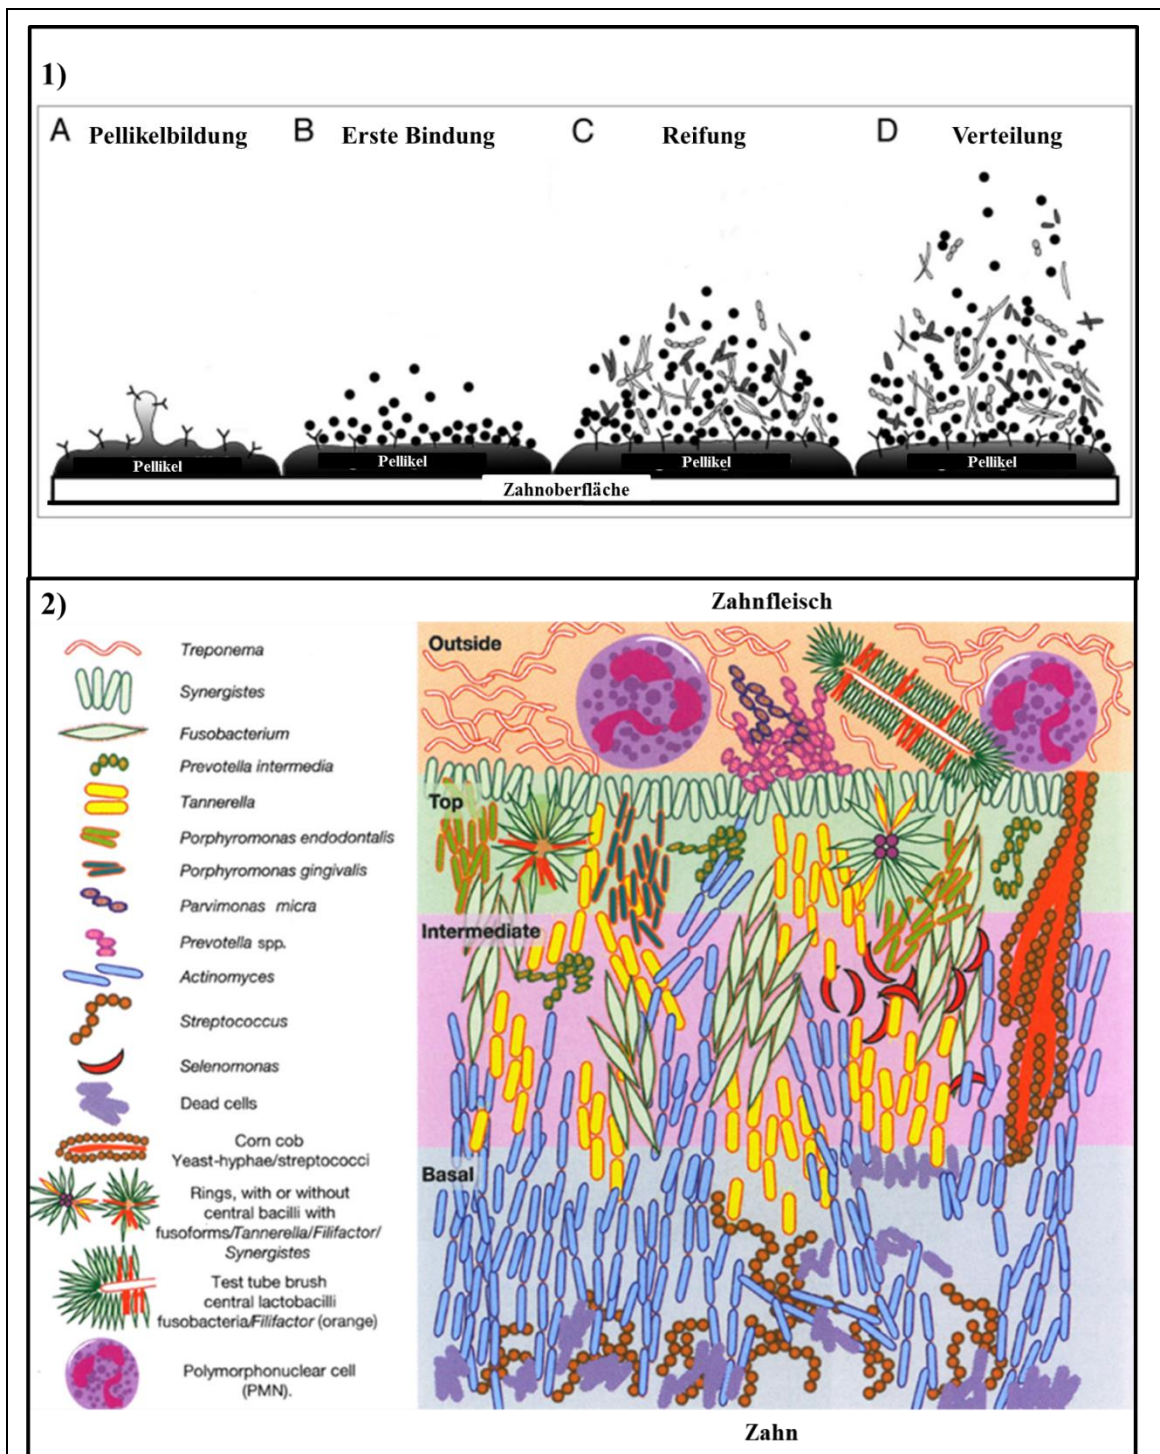 1)
A Pellikelbildung B Erste Bindung C Reifung D Verteilung
Pellikel Pellikel Pellikel Pellikel
Zahnoberfläche
2)
Zahnfleisch
Treponema
Synergistes
Fusobacterium
Prevotella intermedia
Tannerella
Porphyromonas endodontalis
Porphyromonas gingivalis
Parvimonas micra
Prevotella spp.
Actinomyces
Streptococcus
Selenomonas
Dead cells
Corn cob
Yeast-hyphae/streptococci
Rings, with or without
central bacilli with
fusoforms/Tannerella/Filifactor/
Synergistes
Test tube brush
central lactobacilli
fusobacteria/Filifactor (orange)
Polymorphonuclear cell
(PMN).
Outside
Top
Intermediate
Basal
Zahn